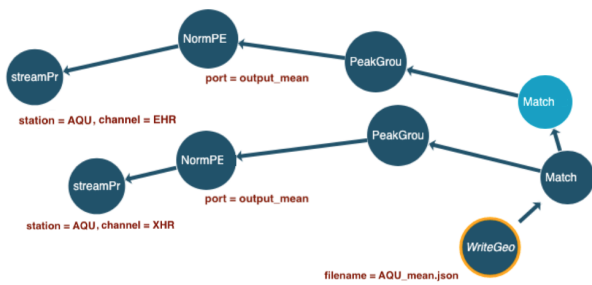 NormPE
PeakGrou
streamPr
port = output_mean
Match
station = AQU, channel = EHR
PeakGrou
NormPE
streamPr
Match
port = output_mean
station = AQU, channel = XHR
WriteGeo
filename = AQU_mean.json